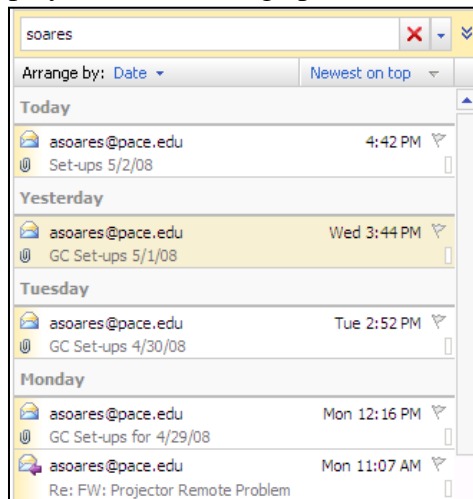 soares
Arrange by: Date Newest on top
Today
asoares@pace.edu 4:42 PM
Set-ups 5/2/08
Yesterday
asoares@pace.edu Wed 3:44 PM
GC Set-ups 5/1/08
Tuesday
asoares@pace.edu Tue 2:52 PM
GC Set-ups 4/30/08
Monday
asoares@pace.edu Mon 12:16 PM
GC Set-ups for 4/29/08
asoares@pace.edu Mon 11:07 AM
Re: FW: Projector Remote Problem